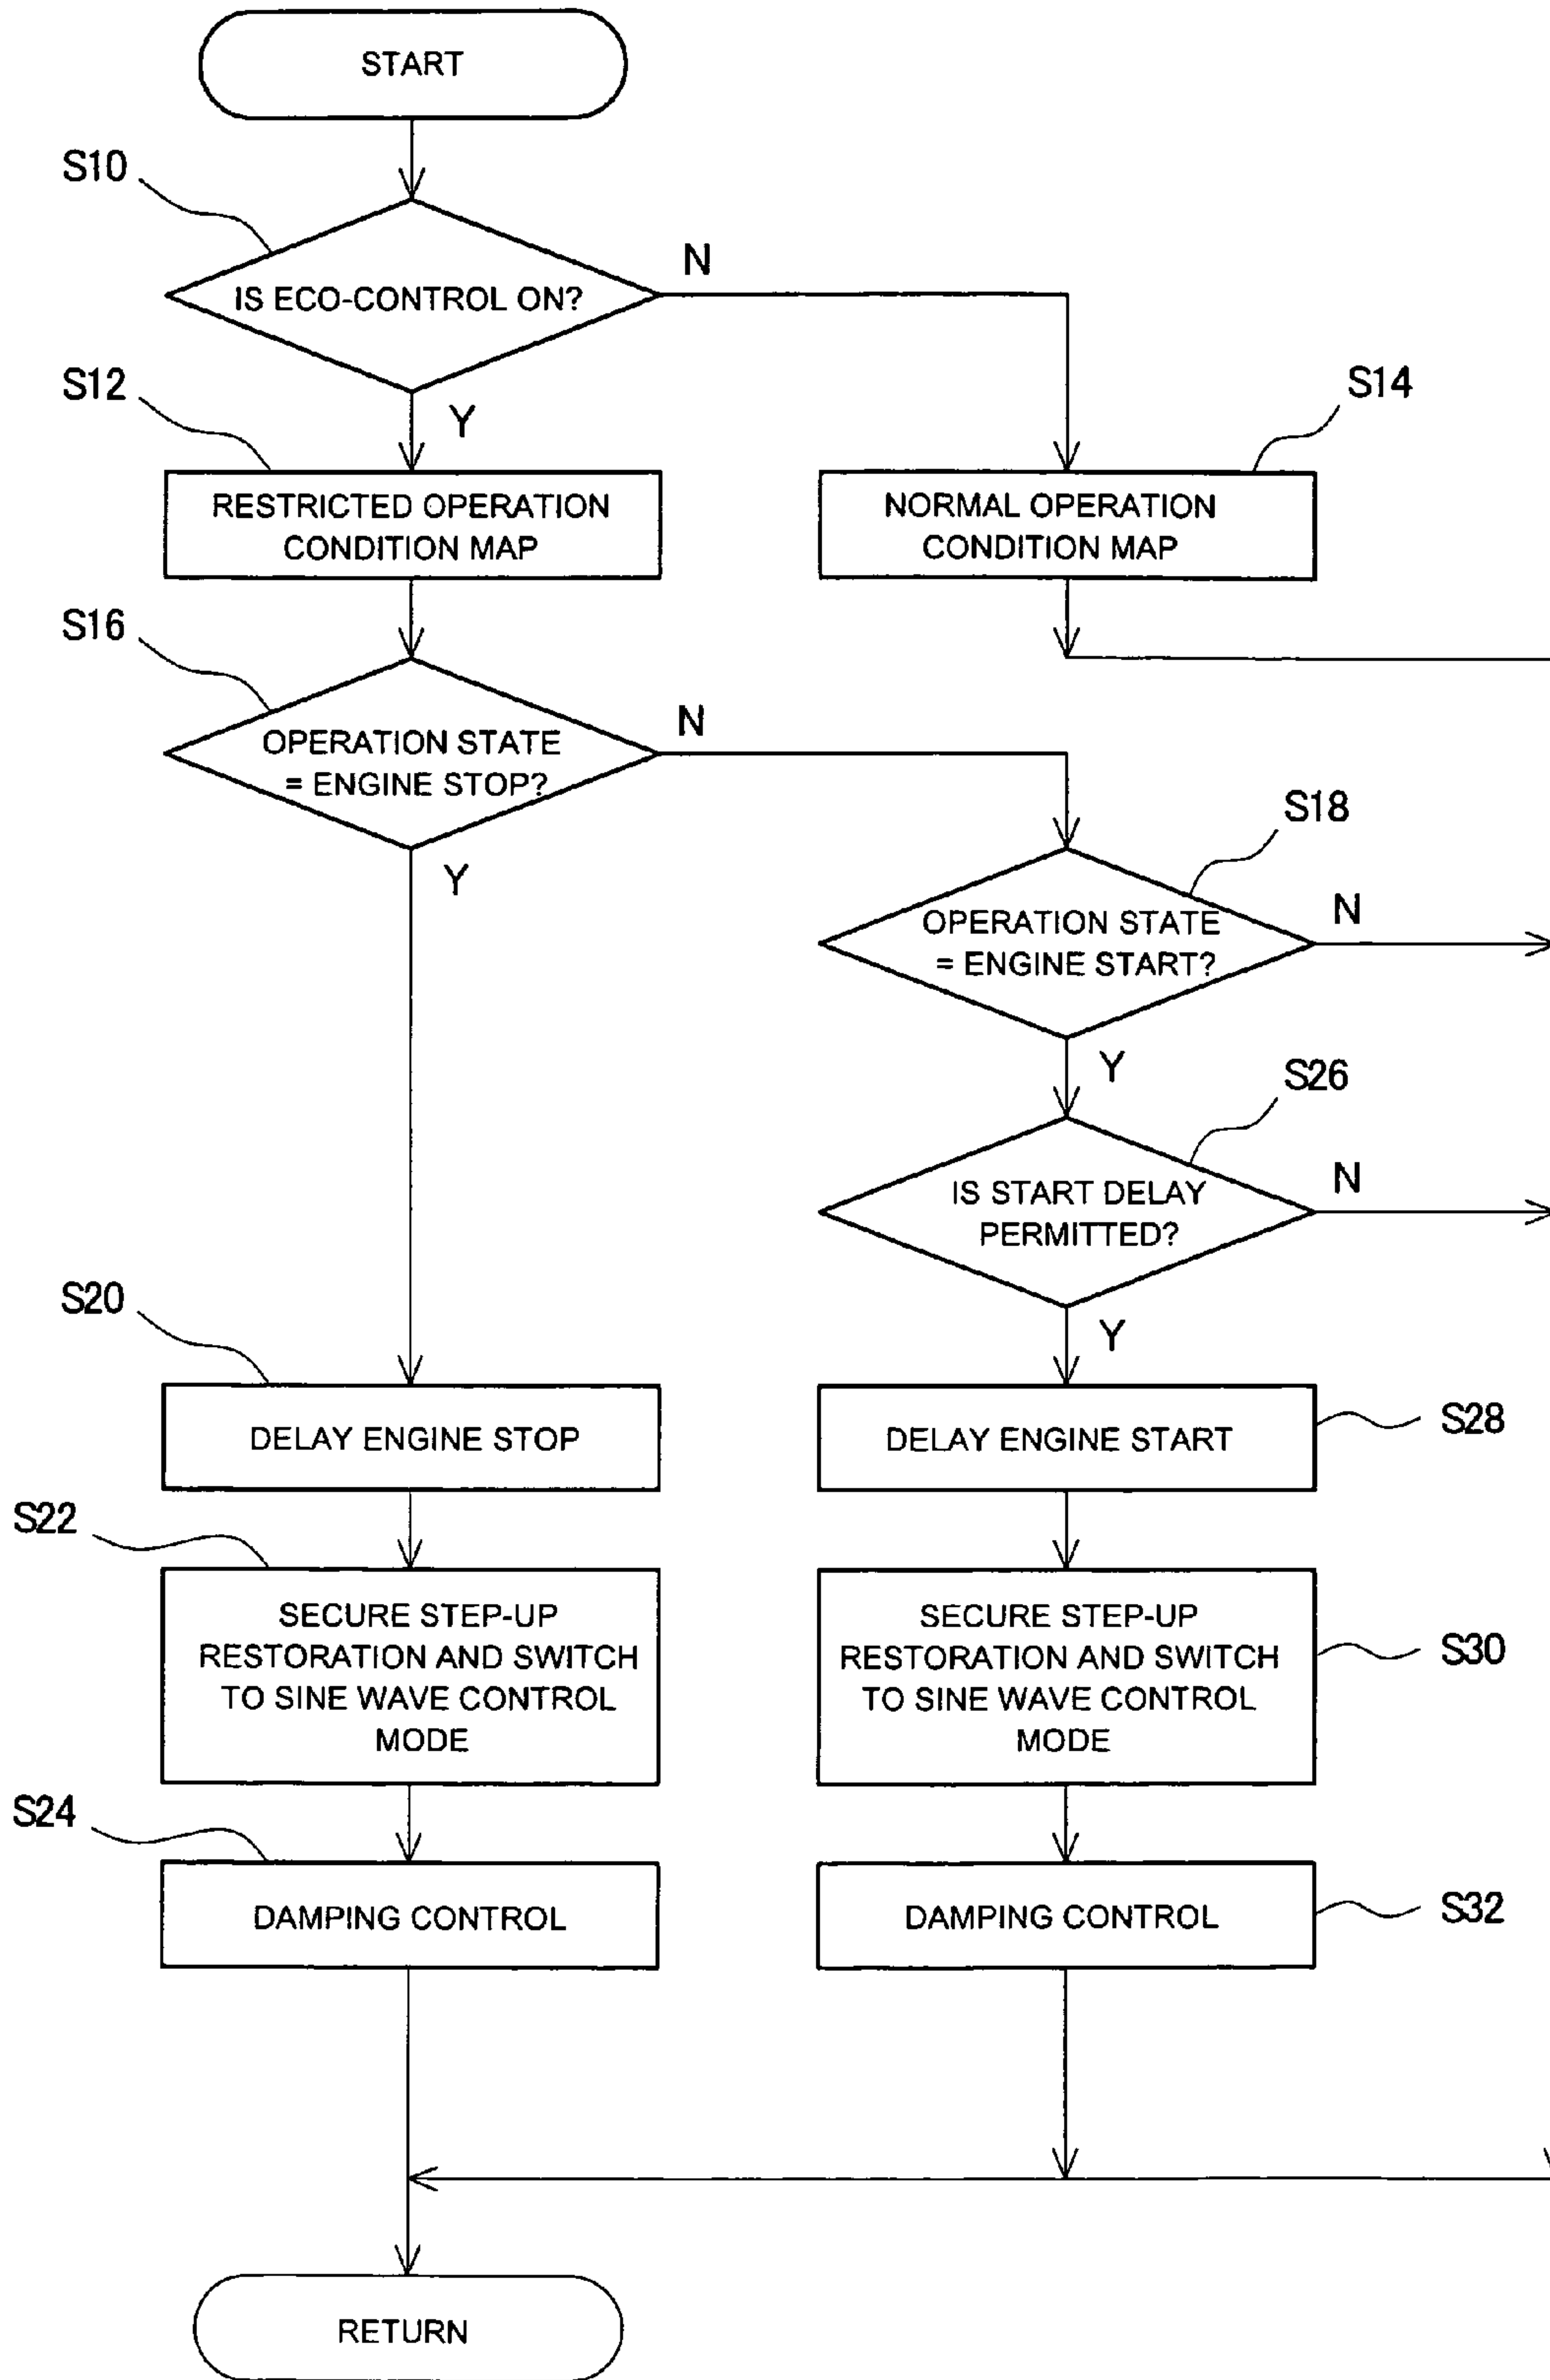 START
S10
N
IS ECO-CONTROL ON?
S12
Y
S14
RESTRICTED OPERATION
CONDITION MAP
NORMAL OPERATION
CONDITION MAP
S16
N
OPERATION STATE
= ENGINE STOP?
S18
Y
N
OPERATION STATE
= ENGINE START?
Y
S26
N
IS START DELAY
PERMITTED?
S20
Y
DELAY ENGINE STOP
DELAY ENGINE START
S28
S22
SECURE STEP-UP
RESTORATION AND SWITCH
TO SINE WAVE CONTROL
MODE
SECURE STEP-UP
RESTORATION AND SWITCH
TO SINE WAVE CONTROL
MODE
S30
S24
DAMPING CONTROL
DAMPING CONTROL
S32
RETURN